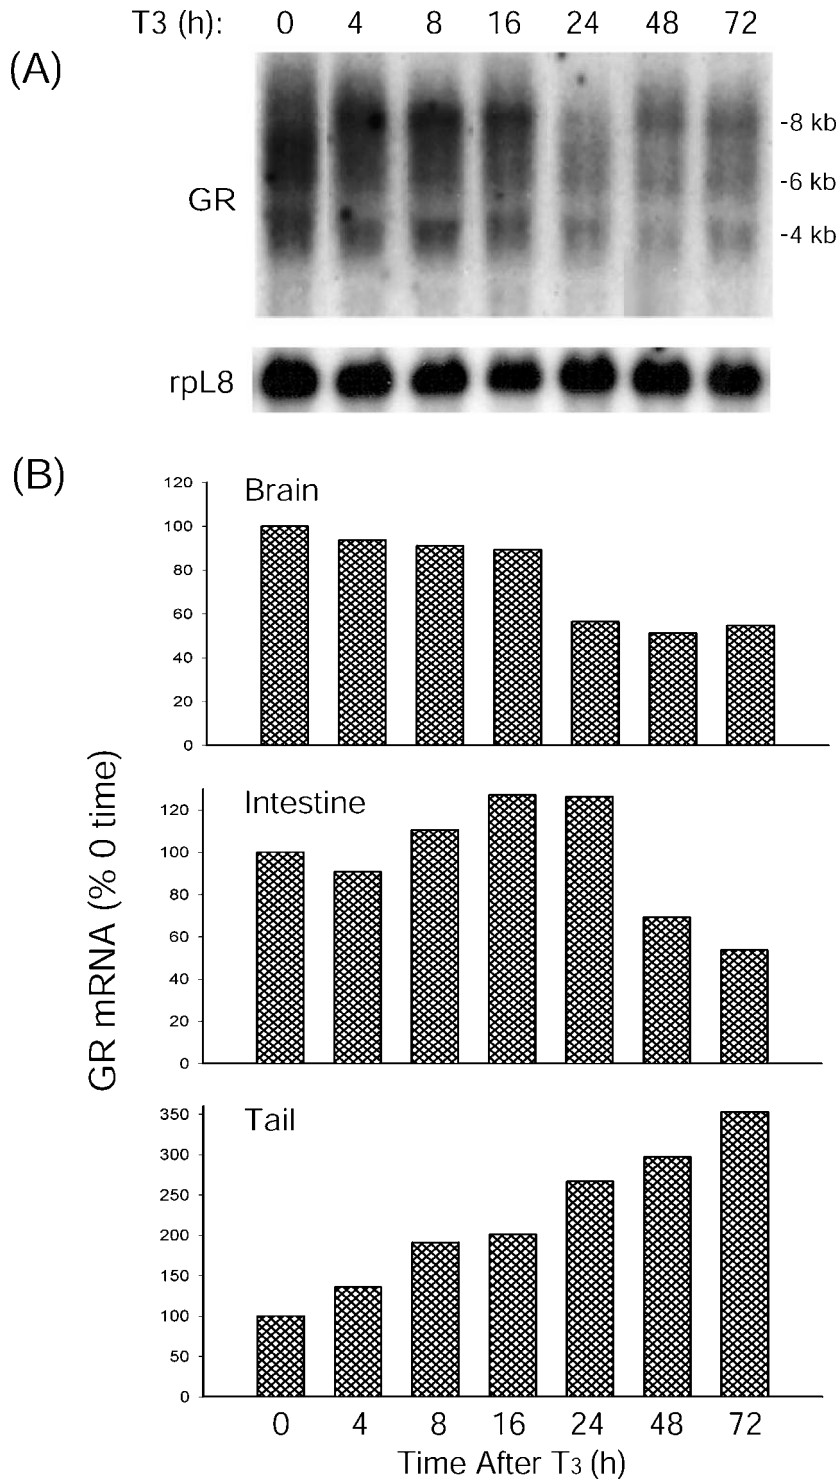 T3 (h): 0 4 8 16 24 48 72
(A)
-8 kb
-6 kb
GR
-4 kb
rpL8
(B)
Brain
120
100
80
60
40
20
0
GR mRNA (% 0 time)
Intestine
120
100
80
60
40
20
0
Tail
350
300
250
200
150
100
50
0
0 4 8 16 24 48 72
Time After T3 (h)